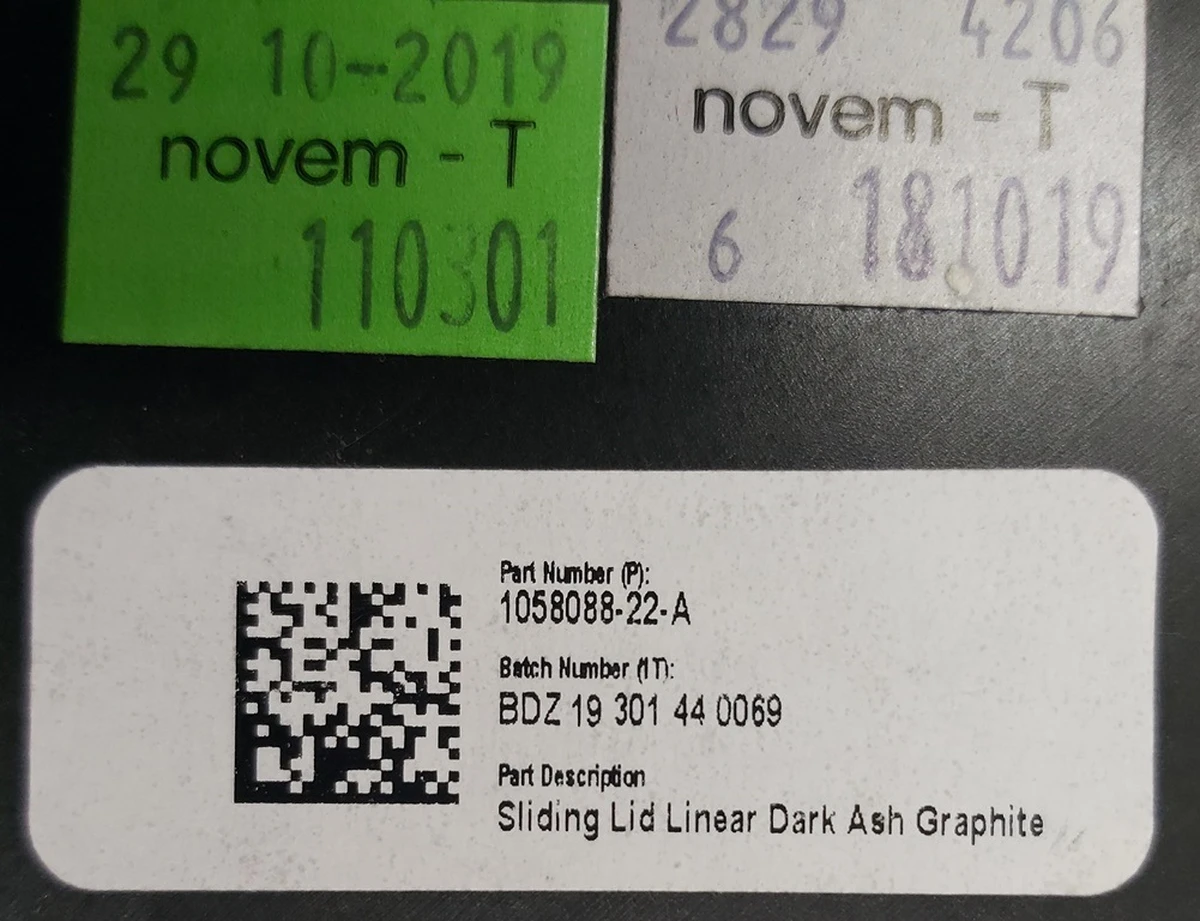 29 10-2019
novem - T
110301
2829 4206
novem - T
6 181019
Part Number (P):
1058088-22-A
Batch Number (1T):
BDZ 19 301 44 0069
Part Description
Sliding Lid Linear Dark Ash Graphite